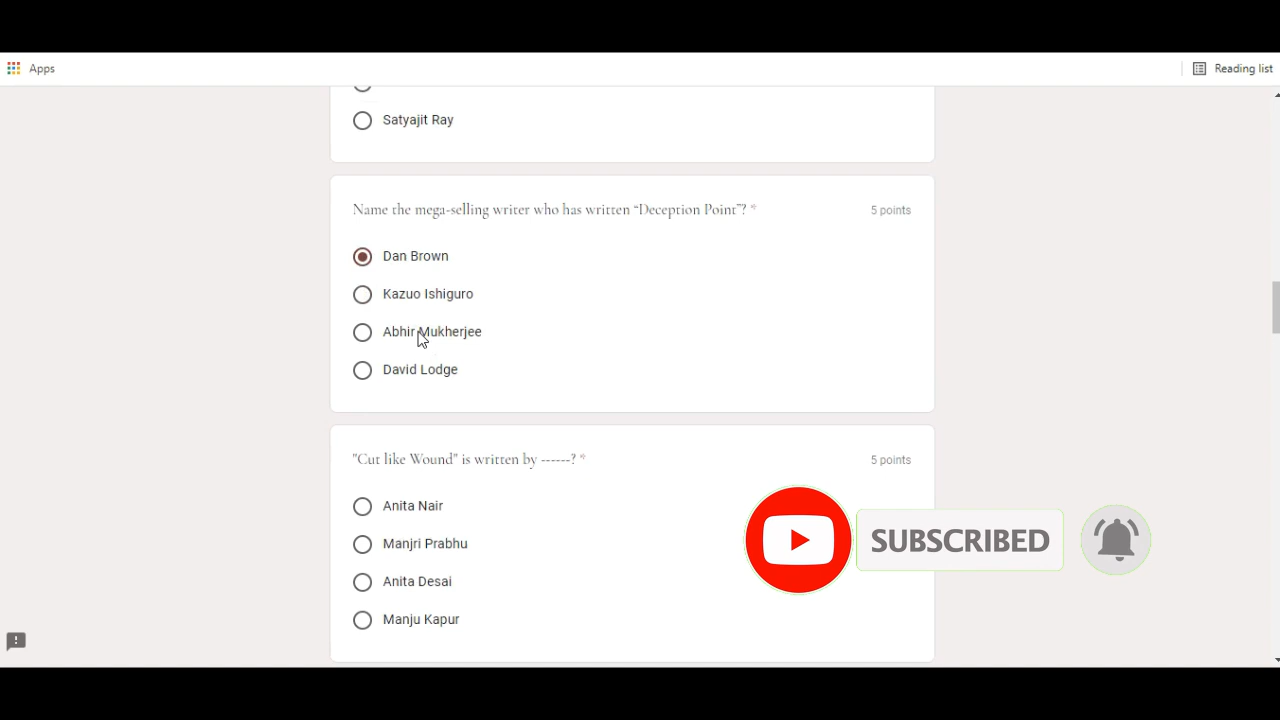 Apps
Reading list
Satyajit Ray
Name the mega-selling writer who has written “Deception Point”? *
5 points
Dan Brown
Kazuo Ishiguro
Abhir Mukherjee
David Lodge
"Cut like Wound" is written by ------? *
5 points
Anita Nair
Manjri Prabhu
Anita Desai
Manju Kapur
SUBSCRIBED